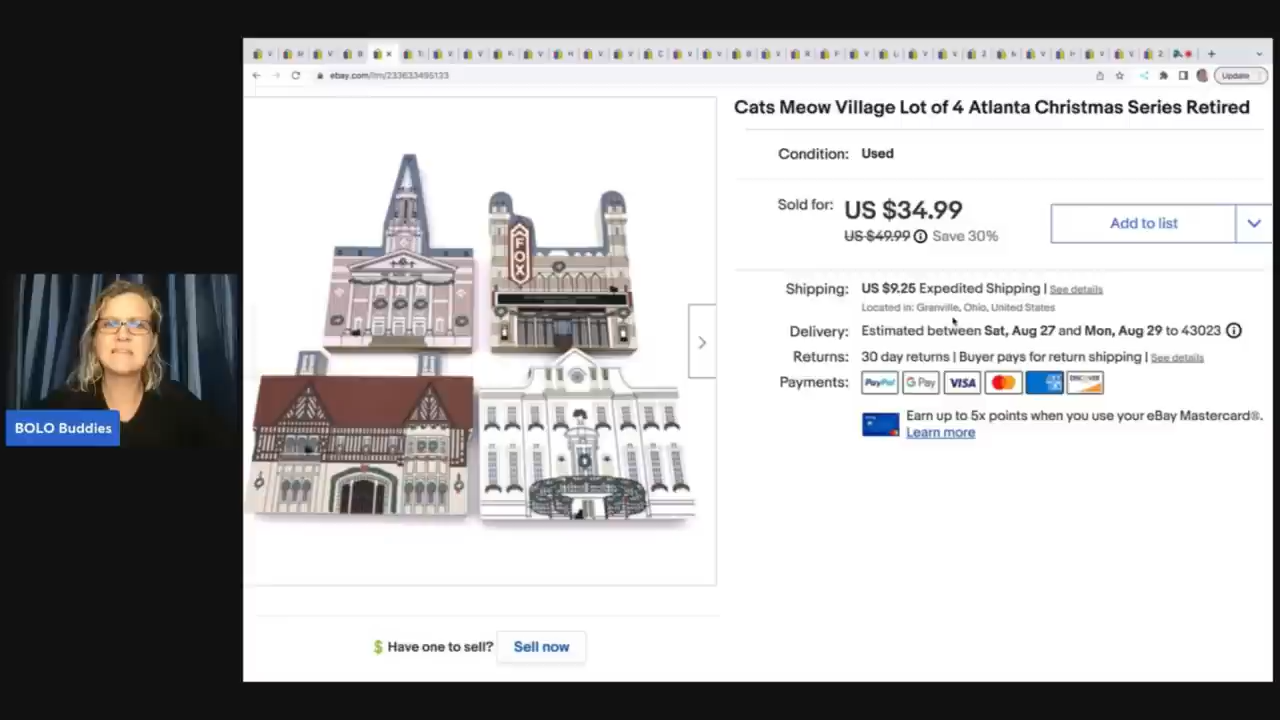 ebay.com/itm/233633495133
Update
Cats Meow Village Lot of 4 Atlanta Christmas Series Retired
Condition: Used
Sold for: US $34.99
Add to list
US $49.99 Save 30%
Shipping: US $9.25 Expedited Shipping | See details
Located in: Granville, Ohio, United States
Delivery: Estimated between Sat, Aug 27 and Mon, Aug 29 to 43023
Returns: 30 day returns | Buyer pays for return shipping | See details
Payments: PayPal G Pay VISA DISCOVER
Earn up to 5x points when you use your eBay Mastercard®.
Learn more
FOX
BOLO Buddies
$ Have one to sell? Sell now